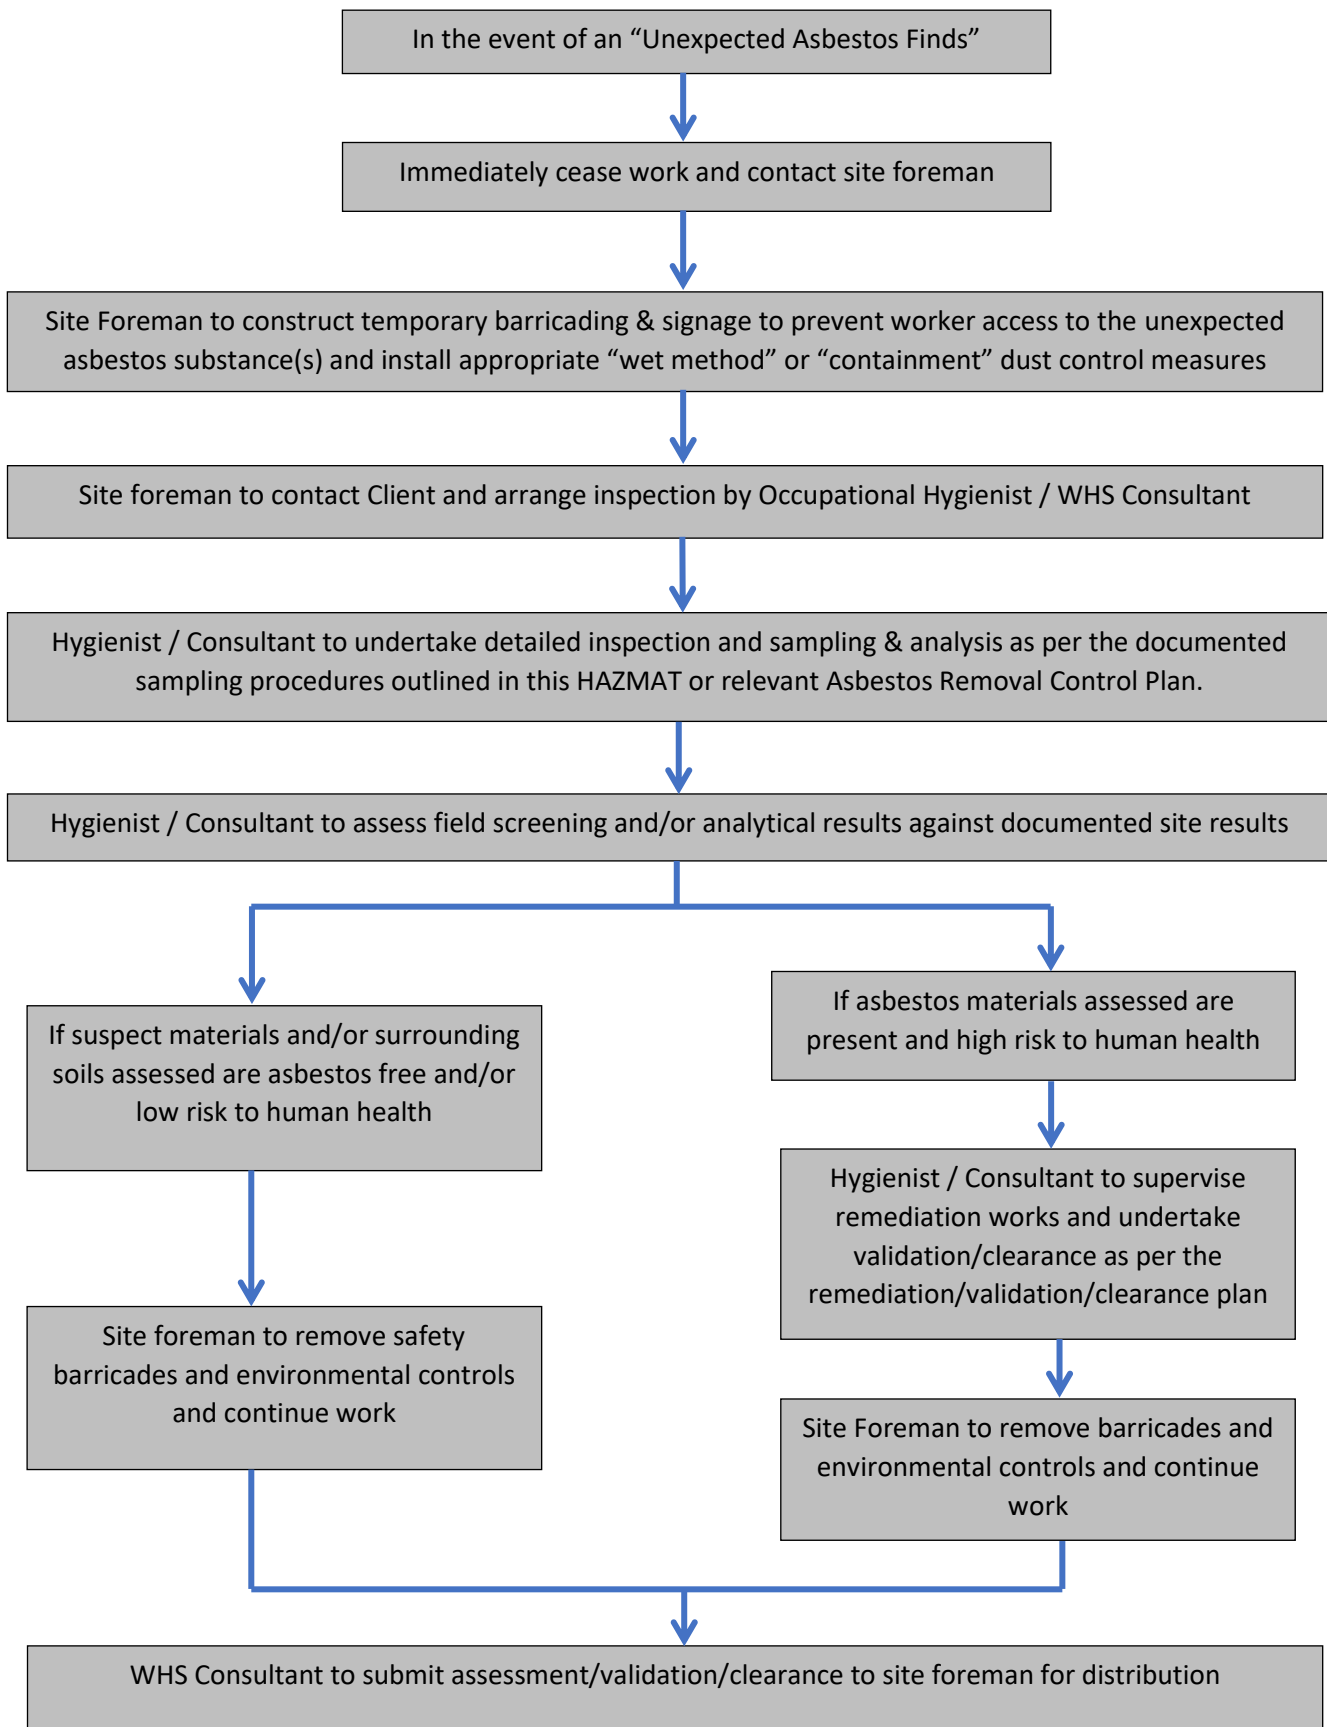 In the event of an “Unexpected Asbestos Finds”
Immediately cease work and contact site foreman
Site Foreman to construct temporary barricading & signage to prevent worker access to the unexpected
asbestos substance(s) and install appropriate “wet method” or “containment” dust control measures
Site foreman to contact Client and arrange inspection by Occupational Hygienist / WHS Consultant
Hygienist / Consultant to undertake detailed inspection and sampling & analysis as per the documented
sampling procedures outlined in this HAZMAT or relevant Asbestos Removal Control Plan.
Hygienist / Consultant to assess field screening and/or analytical results against documented site results
If suspect materials and/or surrounding
soils assessed are asbestos free and/or
low risk to human health
Site foreman to remove safety
barricades and environmental controls
and continue work
If asbestos materials assessed are
present and high risk to human health
Hygienist / Consultant to supervise
remediation works and undertake
validation/clearance as per the
remediation/validation/clearance plan
Site Foreman to remove barricades and
environmental controls and continue
work
WHS Consultant to submit assessment/validation/clearance to site foreman for distribution